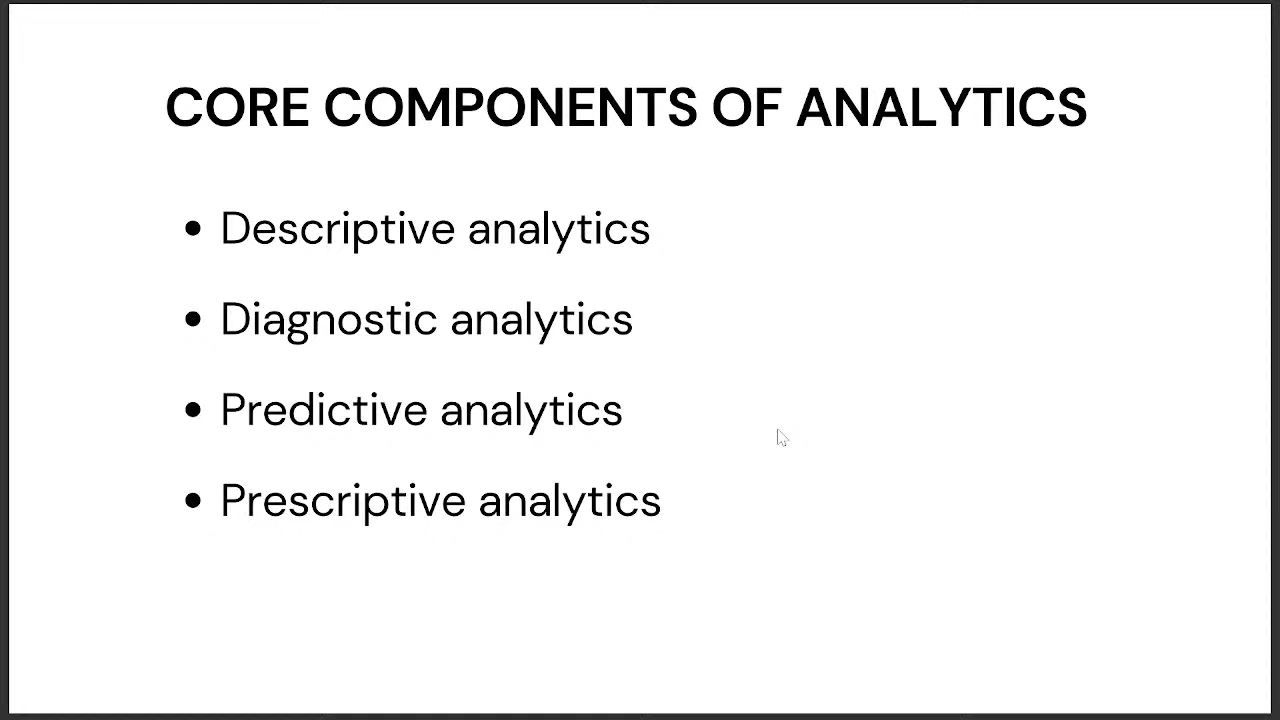 CORE COMPONENTS OF ANALYTICS
• Descriptive analytics
• Diagnostic analytics
• Predictive analytics
• Prescriptive analytics